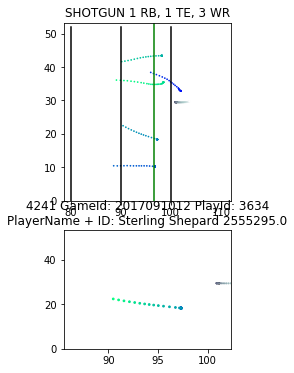 SHOTGUN 1 RB, 1 TE, 3 WR
50
40
30
20
10
0
80 90 100 110
4241 GameId: 2017091012 PlayId: 3634
PlayerName + ID: Sterling Shepard 2555295.0
40
20
0
90 95 100